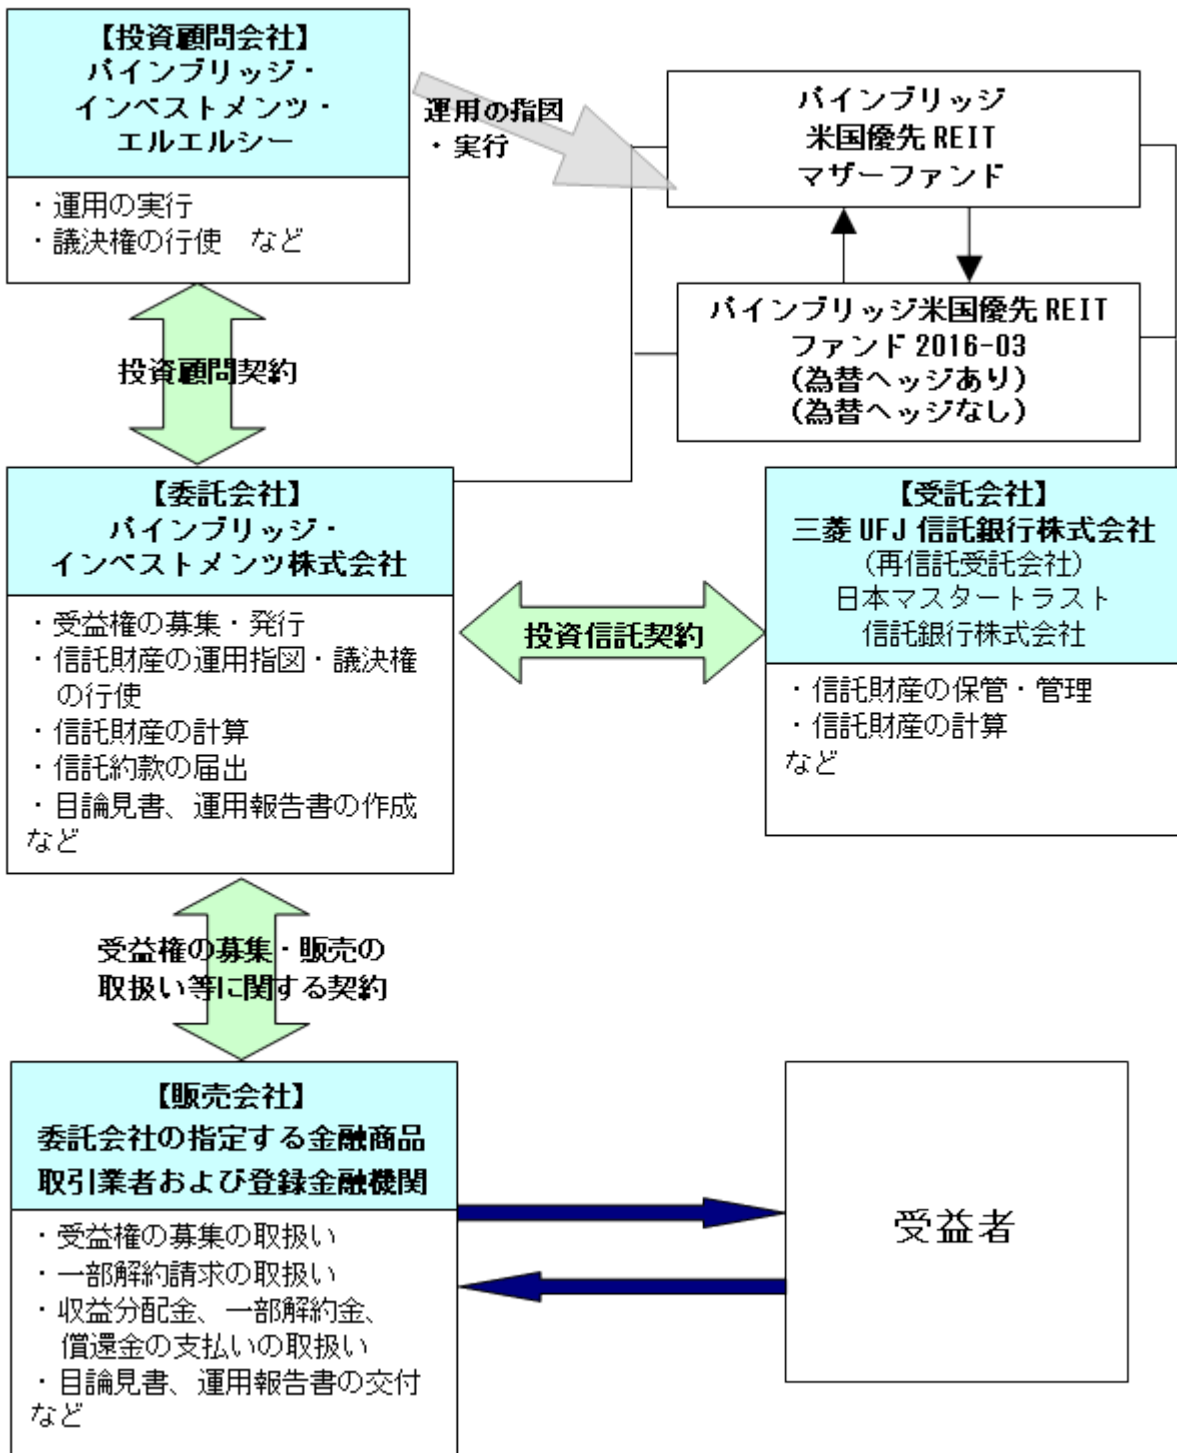 【投資顧問会社】
パインブリッジ・
インベストメンツ・
エルエルシー
・運用の実行
・議決権の行使　など
運用の指図
・実行
パインブリッジ
米国優先REIT
マザーファンド
パインブリッジ米国優先REIT
ファンド2016-03
(為替ヘッジあり)
(為替ヘッジなし)
投資顧問契約
【委託会社】
パインブリッジ・
インベストメンツ株式会社
・受益権の募集・発行
・信託財産の運用指図・議決権
の行使
・信託財産の計算
・信託約款の届出
・目論見書、運用報告書の作成
など
投資信託契約
【受託会社】
三菱UFJ信託銀行株式会社
(再信託受託会社)
日本マスタートラスト
信託銀行株式会社
・信託財産の保管・管理
・信託財産の計算
など
受益権の募集・販売の
取扱い等に関する契約
【販売会社】
委託会社の指定する金融商品
取引業者および登録金融機関
・受益権の募集の取扱い
・一部解約請求の取扱い
・収益分配金、一部解約金、
償還金の支払いの取扱い
・目論見書、運用報告書の交付
など
受益者